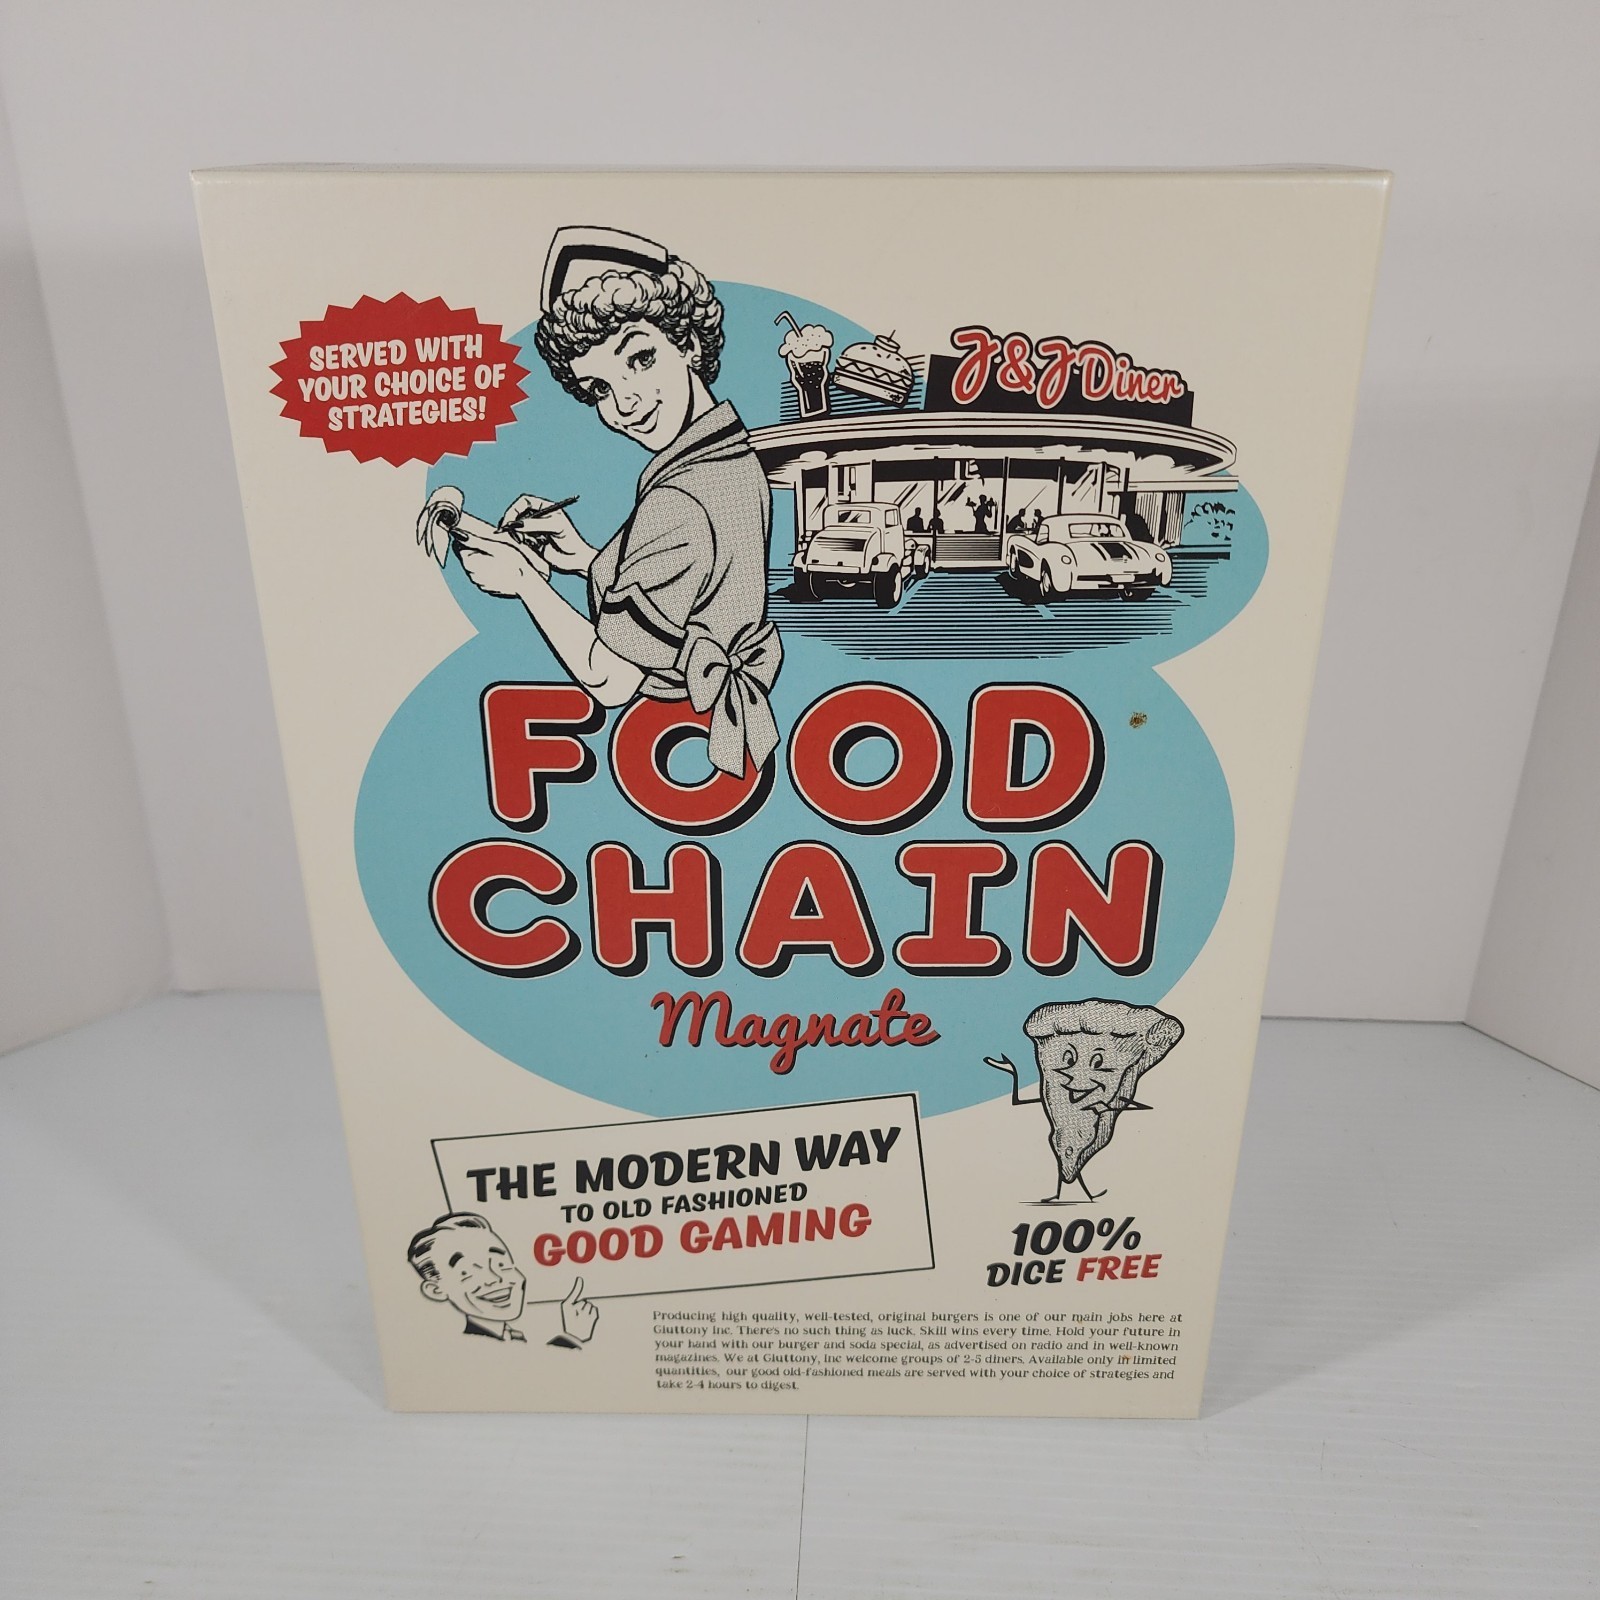 SERVED WITH
YOUR CHOICE OF
STRATEGIES!
J & J Diner
FOOD
CHAIN
Magnate
THE MODERN WAY
TO OLD FASHIONED
GOOD GAMING
100%
DICE FREE
Producing high quality, well-tested, original burgers is one of our main jobs here at
Gluttony Inc. There's no such thing as luck. Skill wins every time. Hold your future in
your hand with our burger and soda special, as advertised on radio and in well-known
magazines. We at Gluttony, Inc welcome groups of 2-5 diners. Available only in limited
quantities, our good old-fashioned meals are served with your choice of strategies and
take 2-4 hours to digest.